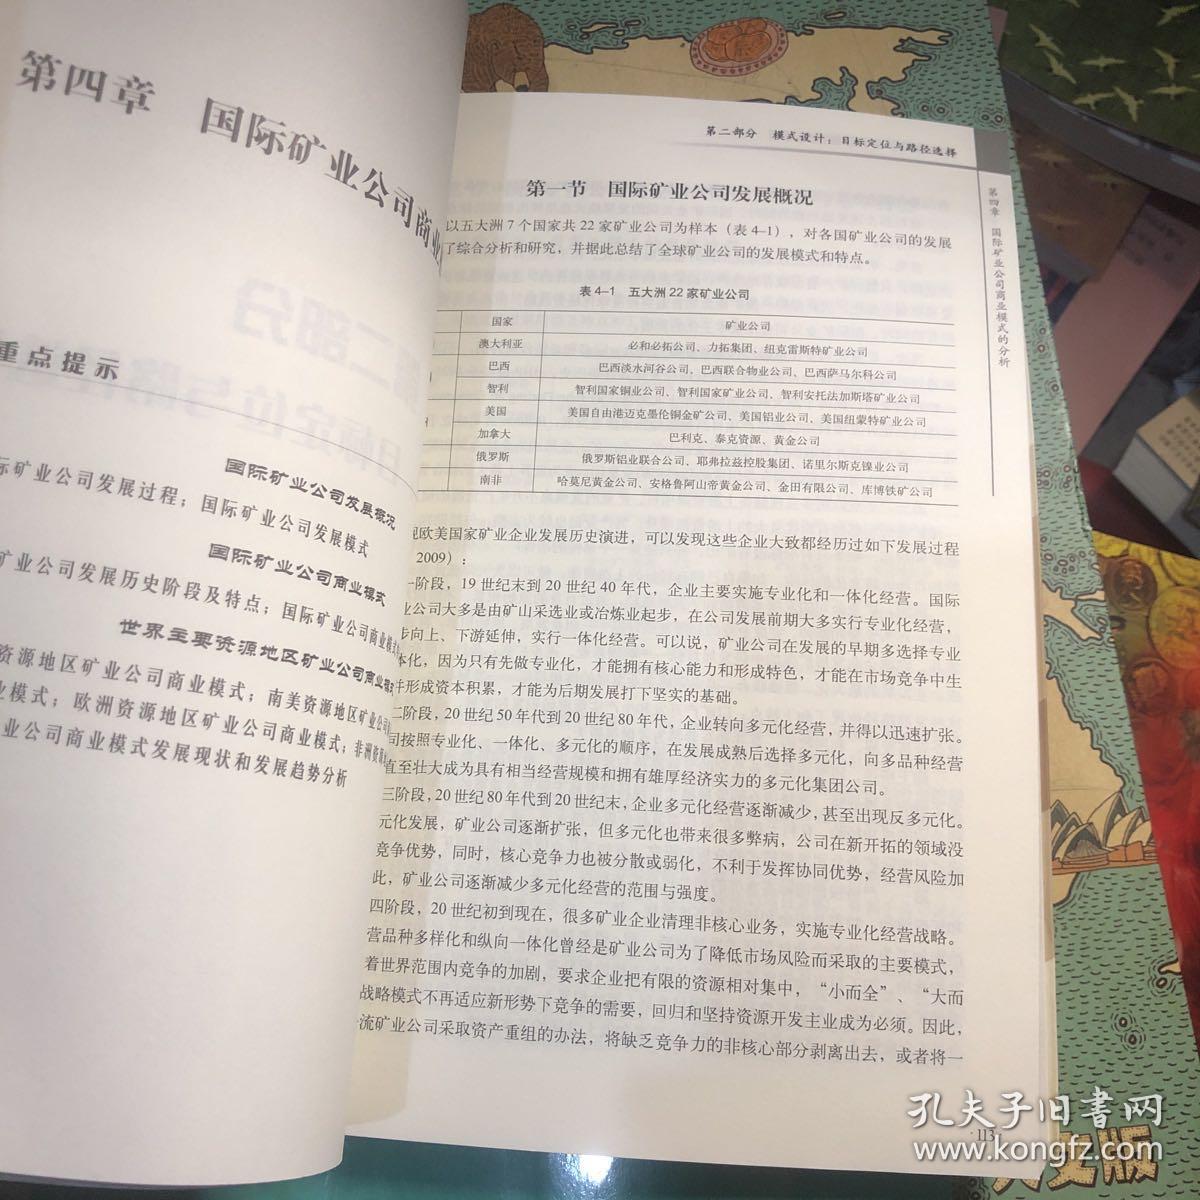 第四章 国际矿业公司商业
重点提示
国际矿业公司发展概况
际矿业公司发展过程；国际矿业公司发展模式
国际矿业公司商业模式
矿业公司发展历史阶段及特点；国际矿业公司商业模式
世界主要资源地区矿业公司商业模式
资源地区矿业公司商业模式；南美资源地区矿业公司
业模式；欧洲资源地区矿业公司商业模式；非洲资源
业公司商业模式发展现状和发展趋势分析
第二部分 模式设计：目标定位与路径选择
第四章 国际矿业公司商业模式的分析
第一节 国际矿业公司发展概况
以五大洲7个国家共22家矿业公司为样本（表4-1），对各国矿业公司的发展
了综合分析和研究，并据此总结了全球矿业公司的发展模式和特点。
表4-1 五大洲22家矿业公司
国家 矿业公司
澳大利亚 必和必拓公司、力拓集团、纽克雷斯特矿业公司
巴西 巴西淡水河谷公司、巴西联合物业公司、巴西萨马尔科公司
智利 智利国家铜业公司、智利国家矿业公司、智利安托法加斯塔矿业公司
美国 美国自由港迈克墨伦铜金矿公司、美国铝业公司、美国纽蒙特矿业公司
加拿大 巴利克、泰克资源、黄金公司
俄罗斯 俄罗斯铝业联合公司、耶弗拉兹控股集团、诺里尔斯克镍业公司
南非 哈莫尼黄金公司、安格鲁阿山帝黄金公司、金田有限公司、库博铁矿公司
观欧美国家矿业企业发展历史演进，可以发现这些企业大致都经历过如下发展过程
2009）：
一阶段，19世纪末到20世纪40年代，企业主要实施专业化和一体化经营。国际
业公司大多是由矿山采选业或冶炼业起步，在公司发展前期大多实行专业化经营，
步向上、下游延伸，实行一体化经营。可以说，矿业公司在发展的早期多选择专业
体化，因为只有先做专业化，才能拥有核心能力和形成特色，才能在市场竞争中生
并形成资本积累，才能为后期发展打下坚实的基础。
二阶段，20世纪50年代到20世纪80年代，企业转向多元化经营，并得以迅速扩张。
司按照专业化、一体化、多元化的顺序，在发展成熟后选择多元化，向多品种经营
直至壮大成为具有相当经营规模和拥有雄厚经济实力的多元化集团公司。
三阶段，20世纪80年代到20世纪末，企业多元化经营逐渐减少，甚至出现反多元化。
元化发展，矿业公司逐渐扩张，但多元化也带来很多弊病，公司在新开拓的领域没
竞争优势，同时，核心竞争力也被分散或弱化，不利于发挥协同优势，经营风险加
此，矿业公司逐渐减少多元化经营的范围与强度。
四阶段，20世纪初到现在，很多矿业企业清理非核心业务，实施专业化经营战略。
营品种多样化和纵向一体化曾经是矿业公司为了降低市场风险而采取的主要模式，
着世界范围内竞争的加剧，要求企业把有限的资源相对集中，“小而全”、“大而
战略模式不再适应新形势下竞争的需要，回归和坚持资源开发主业成为必须。因此，
流矿业公司采取资产重组的办法，将缺乏竞争力的非核心部分剥离出去，或者将一
·113·
孔夫子旧书网
www.kongfz.com
女版